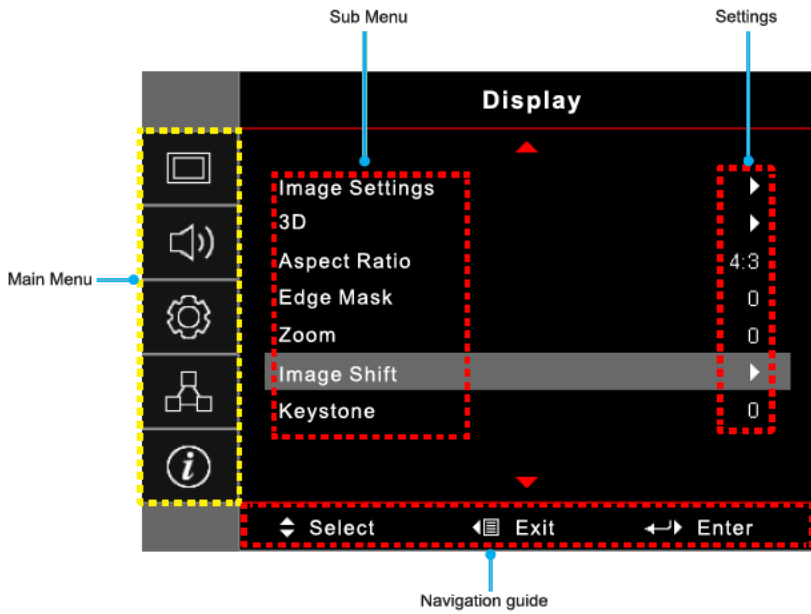 Sub Menu
Settings
Display
Image Settings
3D
Aspect Ratio 4:3
Main Menu
Edge Mask 0
Zoom 0
Image Shift
Keystone 0
Select Exit Enter
Navigation guide